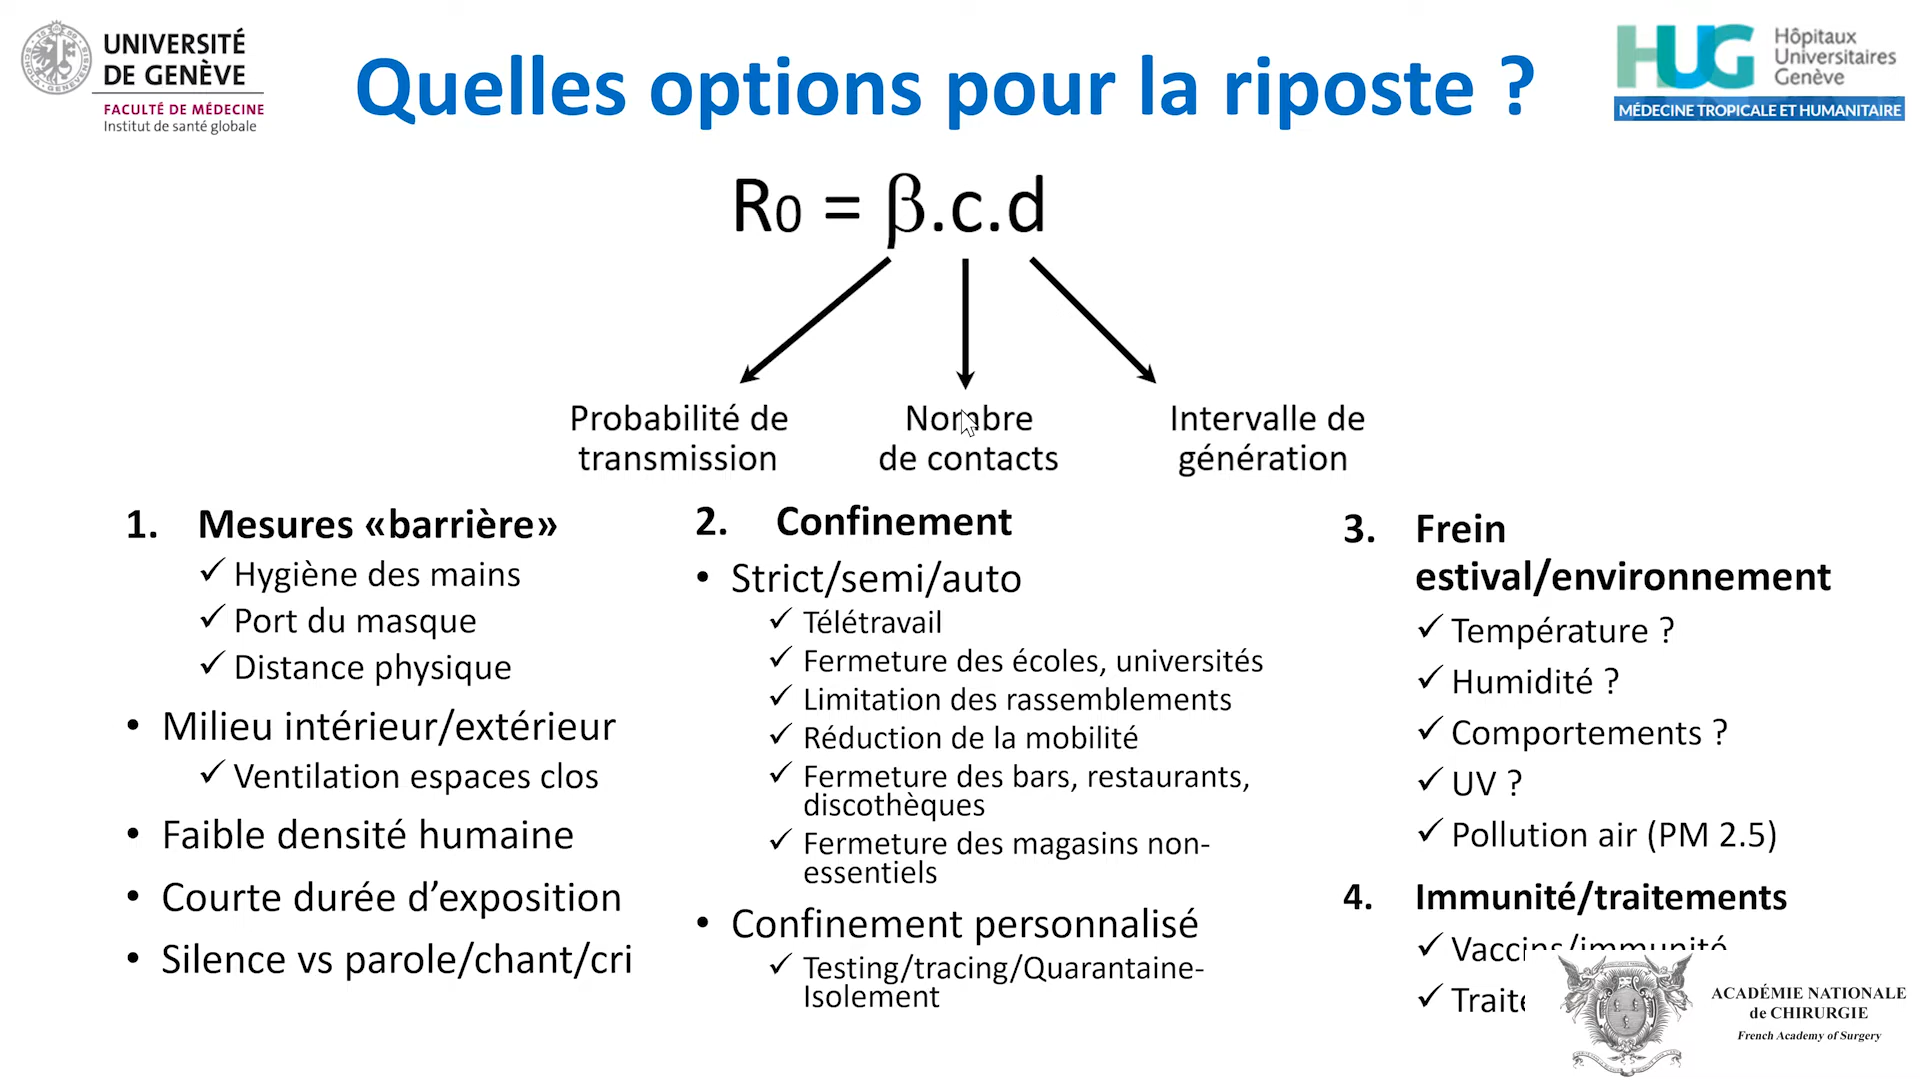 UNIVERSITÉ
DE GENÈVE
FACULTÉ DE MÉDECINE
Institut de santé globale
Quelles options pour la riposte ?
HUG
Hôpitaux
Universitaires
Genève
MÉDECINE TROPICALE ET HUMANITAIRE
R0 = β.c.d
Probabilité de
transmission
Nombre
de contacts
Intervalle de
génération
1. Mesures «barrière»
✓ Hygiène des mains
✓ Port du masque
✓ Distance physique
• Milieu intérieur/extérieur
✓ Ventilation espaces clos
• Faible densité humaine
• Courte durée d’exposition
• Silence vs parole/chant/cri
2. Confinement
• Strict/semi/auto
✓ Télétravail
✓ Fermeture des écoles, universités
✓ Limitation des rassemblements
✓ Réduction de la mobilité
✓ Fermeture des bars, restaurants,
discothèques
✓ Fermeture des magasins non-
essentiels
• Confinement personnalisé
✓ Testing/tracing/Quarantaine-
Isolement
3. Frein
estival/environnement
✓ Température ?
✓ Humidité ?
✓ Comportements ?
✓ UV ?
✓ Pollution air (PM 2.5)
4. Immunité/traitements
✓ Vaccins/immunité
✓ Traite
ACADÉMIE NATIONALE
de CHIRURGIE
French Academy of Surgery